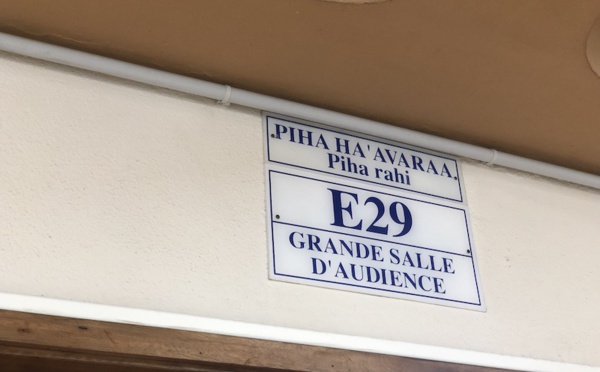 PIHA HA'AVARAA
Piha rahi
E29
GRANDE SALLE
D'AUDIENCE